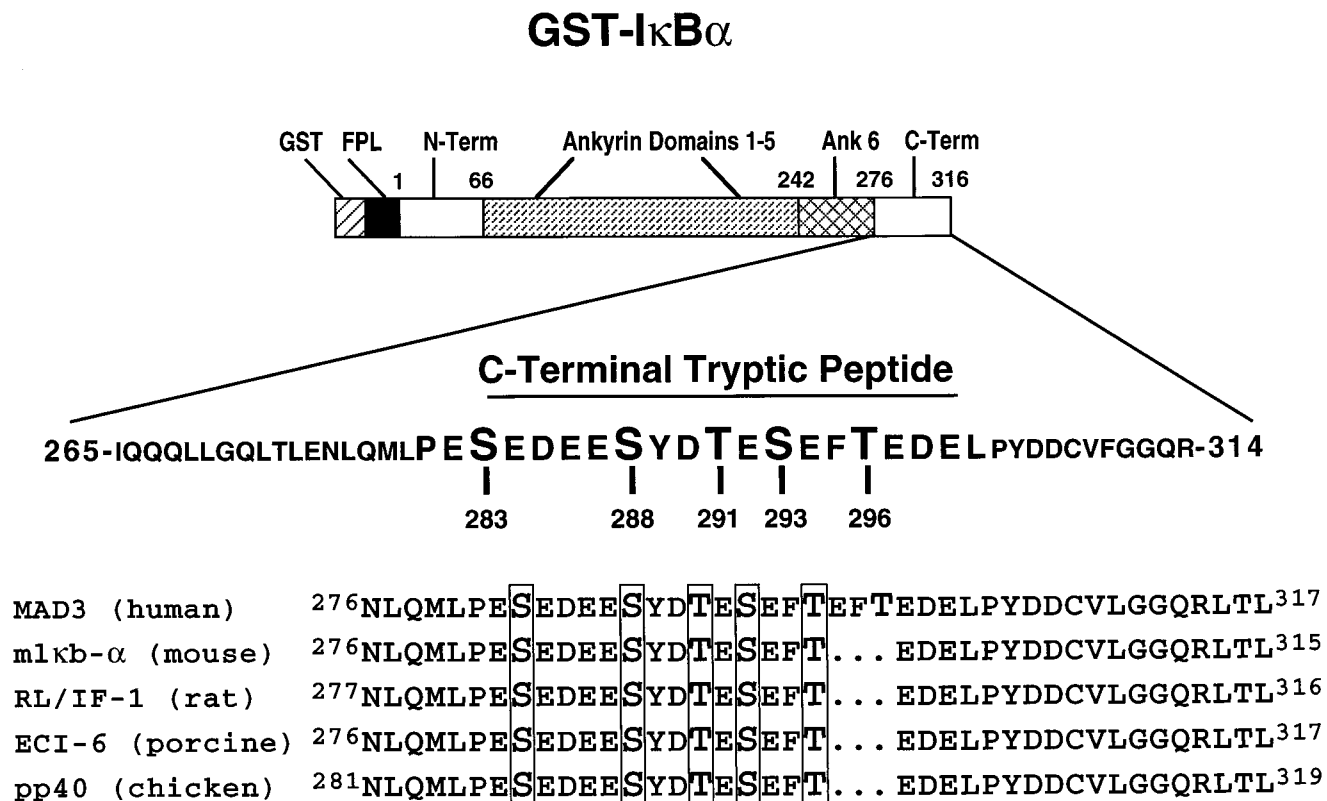 GST-IκBα
GST FPL N-Term Ankyrin Domains 1-5 Ank 6 C-Term
1 66 242 276 316
C-Terminal Tryptic Peptide
265-IQQQLLGQLTLENLQMLPESEDEESYDTESEFTEDELPYDDCVFGGQR-314
283 288 291 293 296
MAD3 (human) 276NLQMLPESEDEESYDTESEFTEFTEDELPYDDCVLGGQRLTL317
mlκb-α (mouse) 276NLQMLPESEDEESYDTESEFT...EDELPYDDCVLGGQRLTL315
RL/IF-1 (rat) 277NLQMLPESEDEESYDTESEFT...EDELPYDDCVLGGQRLTL316
ECI-6 (porcine) 276NLQMLPESEDEESYDTESEFT...EDELPYDDCVLGGQRLTL317
pp40 (chicken) 281NLQMLPESEDEESYDTESEFT...EDELPYDDCVLGGQRLTL319